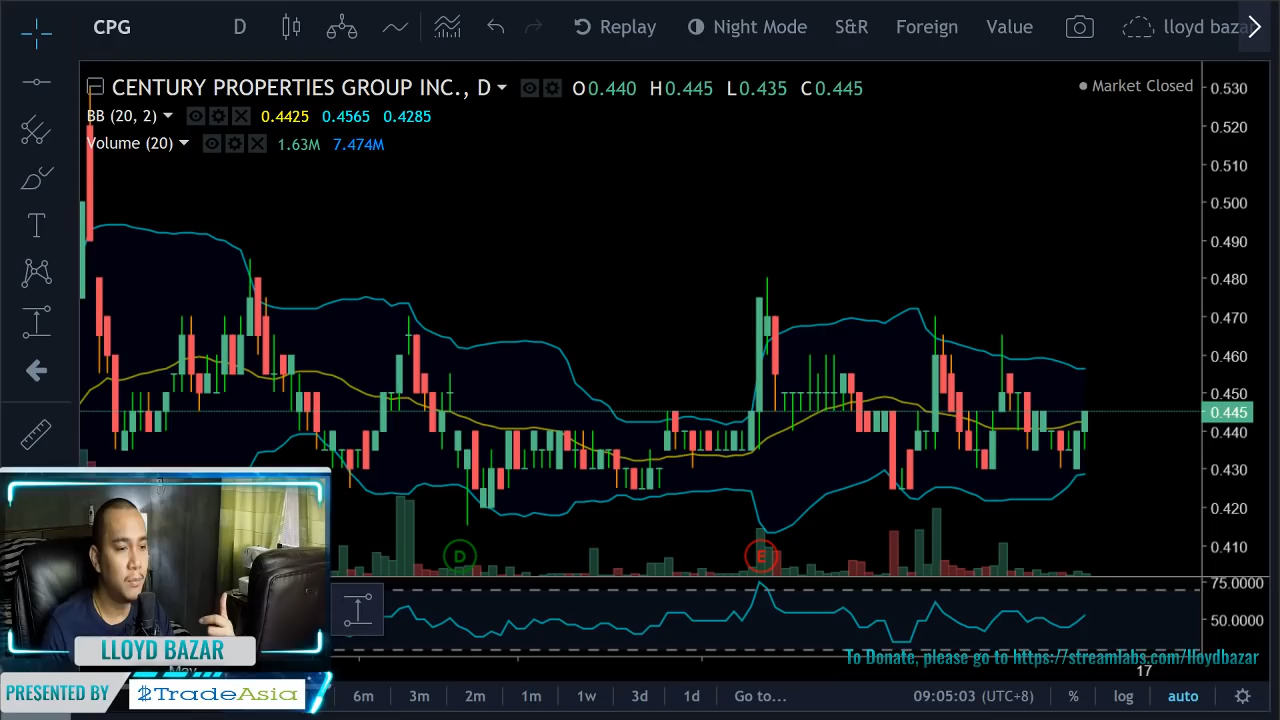 CPG D Replay Night Mode S&R Foreign Value lloyd baza
CENTURY PROPERTIES GROUP INC., D O0.440 H0.445 L0.435 C0.445 Market Closed
BB (20, 2) 0.4425 0.4565 0.4285
Volume (20) 1.63M 7.474M
0.530
0.520
0.510
0.500
0.490
0.480
0.470
0.460
0.450
0.445
0.440
0.430
0.420
0.410
D E
75.0000
50.0000
To Donate, please go to https://streamlabs.com/lloydbazar
LLOYD BAZAR
May 17
PRESENTED BY $TradeAsia
6m 3m 2m 1m 1w 3d 1d Go to... 09:05:03 (UTC+8) % log auto